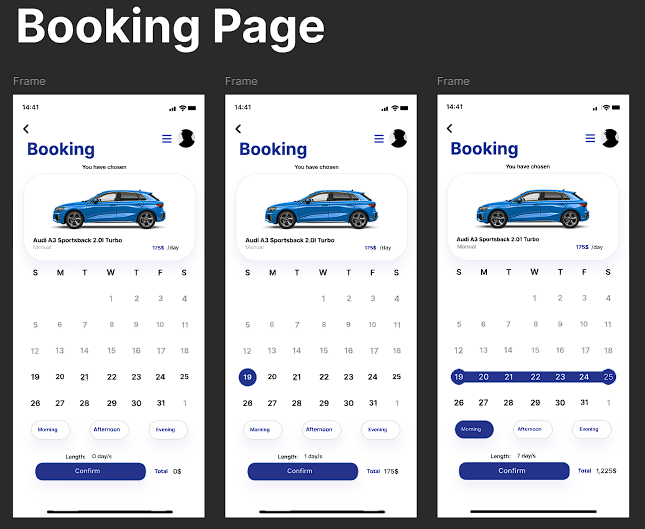 Booking Page
Frame
14:41
Booking
You have chosen
Audi A3 Sportsback 2.0l Turbo
Manual 175$ /day
S M T W T F S
1 2 3 4
5 6 7 8 9 10 11
12 13 14 15 16 17 18
19 20 21 22 23 24 25
26 27 28 29 30 31 1
Morning Afternoon Evening
Length: 0 day/s
Confirm Total 0$
Frame
14:41
Booking
You have chosen
Audi A3 Sportsback 2.0l Turbo
Manual 175$ /day
S M T W T F S
1 2 3 4
5 6 7 8 9 10 11
12 13 14 15 16 17 18
19 20 21 22 23 24 25
26 27 28 29 30 31 1
Morning Afternoon Evening
Length: 1 day/s
Confirm Total 175$
Frame
14:41
Booking
You have chosen
Audi A3 Sportsback 2.01 Turbo
Manual 175$ /day
S M T W T F S
1 2 3 4
5 6 7 8 9 10 11
12 13 14 15 16 17 18
19 20 21 22 23 24 25
26 27 28 29 30 31 1
Morning Afternoon Evening
Length: 7 day/s
Confirm Total 1,225$